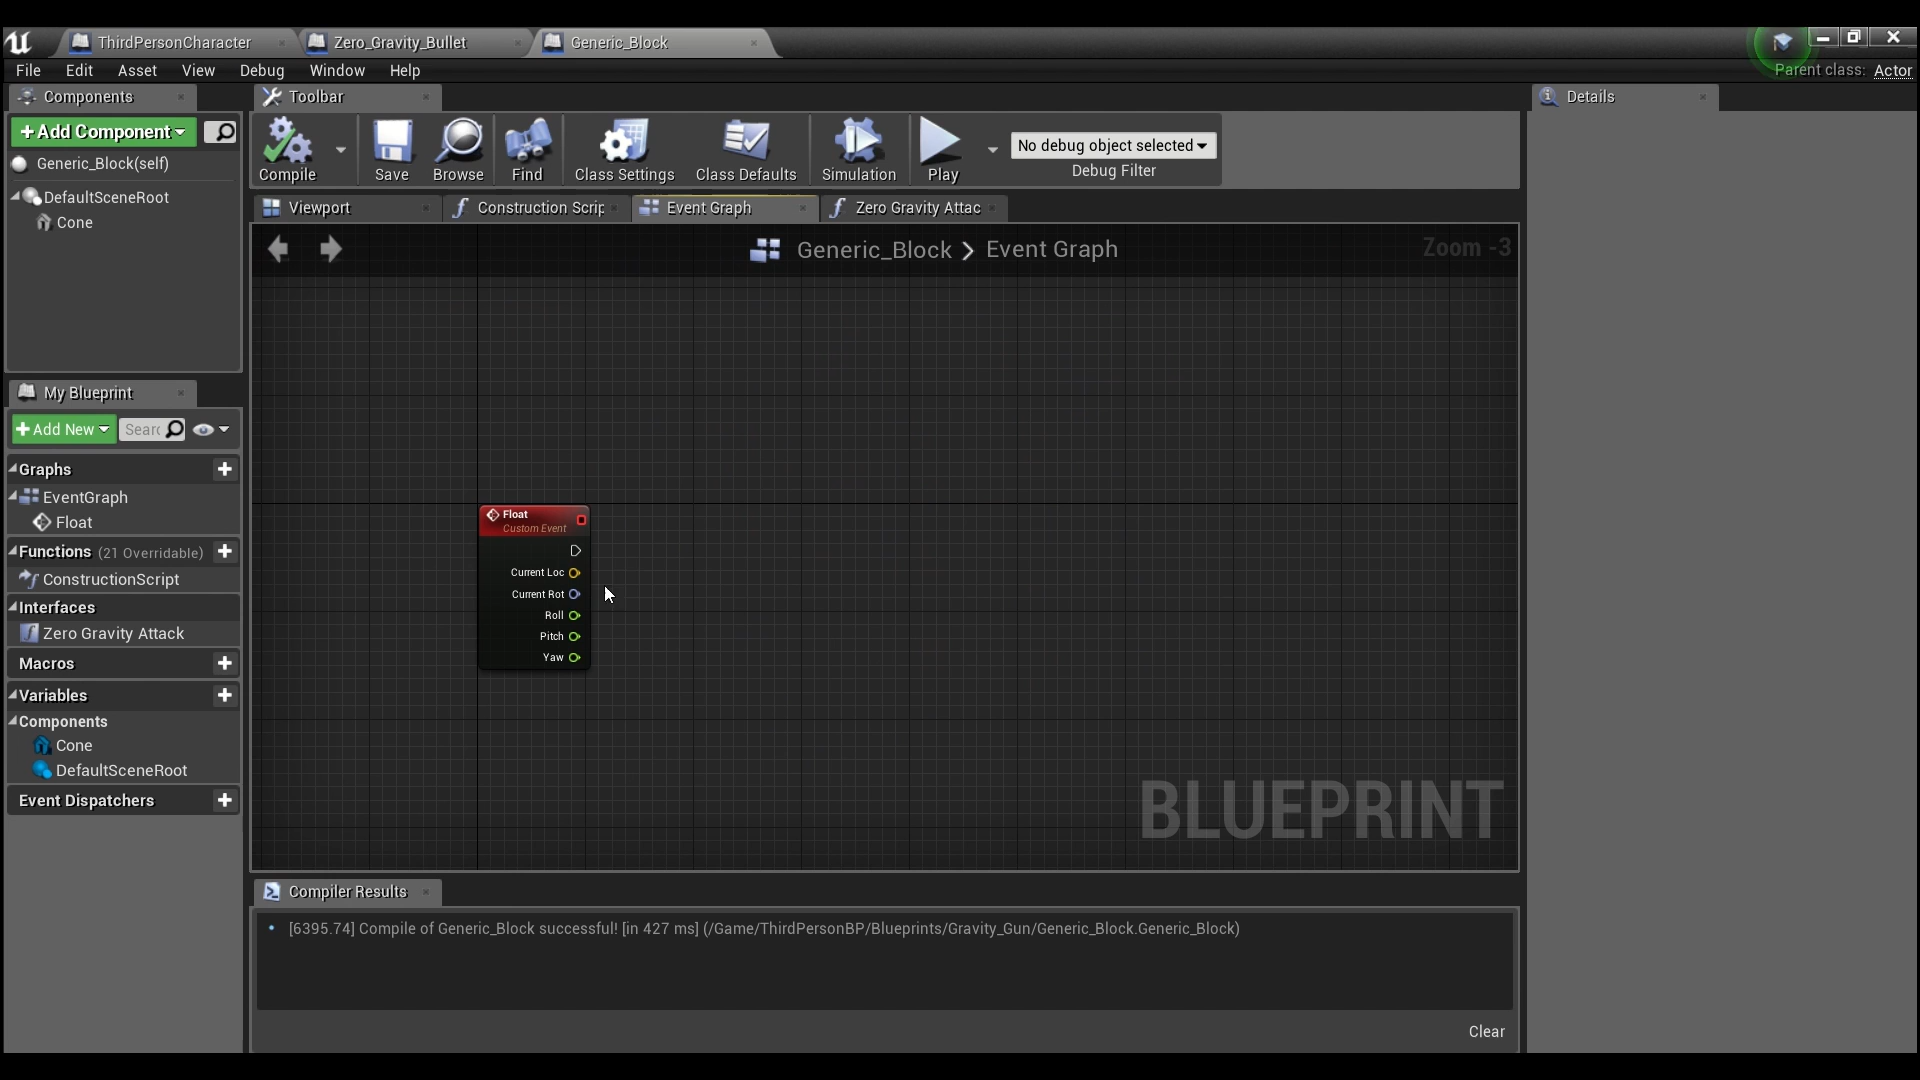 ThirdPersonCharacter
Zero_Gravity_Bullet
Generic_Block
File Edit Asset View Debug Window Help
Parent class: Actor
Components
Toolbar
Details
+Add Component
Generic_Block(self)
DefaultSceneRoot
Cone
Compile
Save
Browse
Find
Class Settings
Class Defaults
Simulation
Play
No debug object selected
Debug Filter
Viewport
Construction Scrip
Event Graph
Zero Gravity Attac
Generic_Block > Event Graph
Zoom -3
My Blueprint
+Add New
Searc
Graphs
EventGraph
Float
Functions (21 Overridable)
ConstructionScript
Interfaces
Zero Gravity Attack
Macros
Variables
Components
Cone
DefaultSceneRoot
Event Dispatchers
Float
Custom Event
Current Loc
Current Rot
Roll
Pitch
Yaw
BLUEPRINT
Compiler Results
[6395.74] Compile of Generic_Block successful! [in 427 ms] (/Game/ThirdPersonBP/Blueprints/Gravity_Gun/Generic_Block.Generic_Block)
Clear